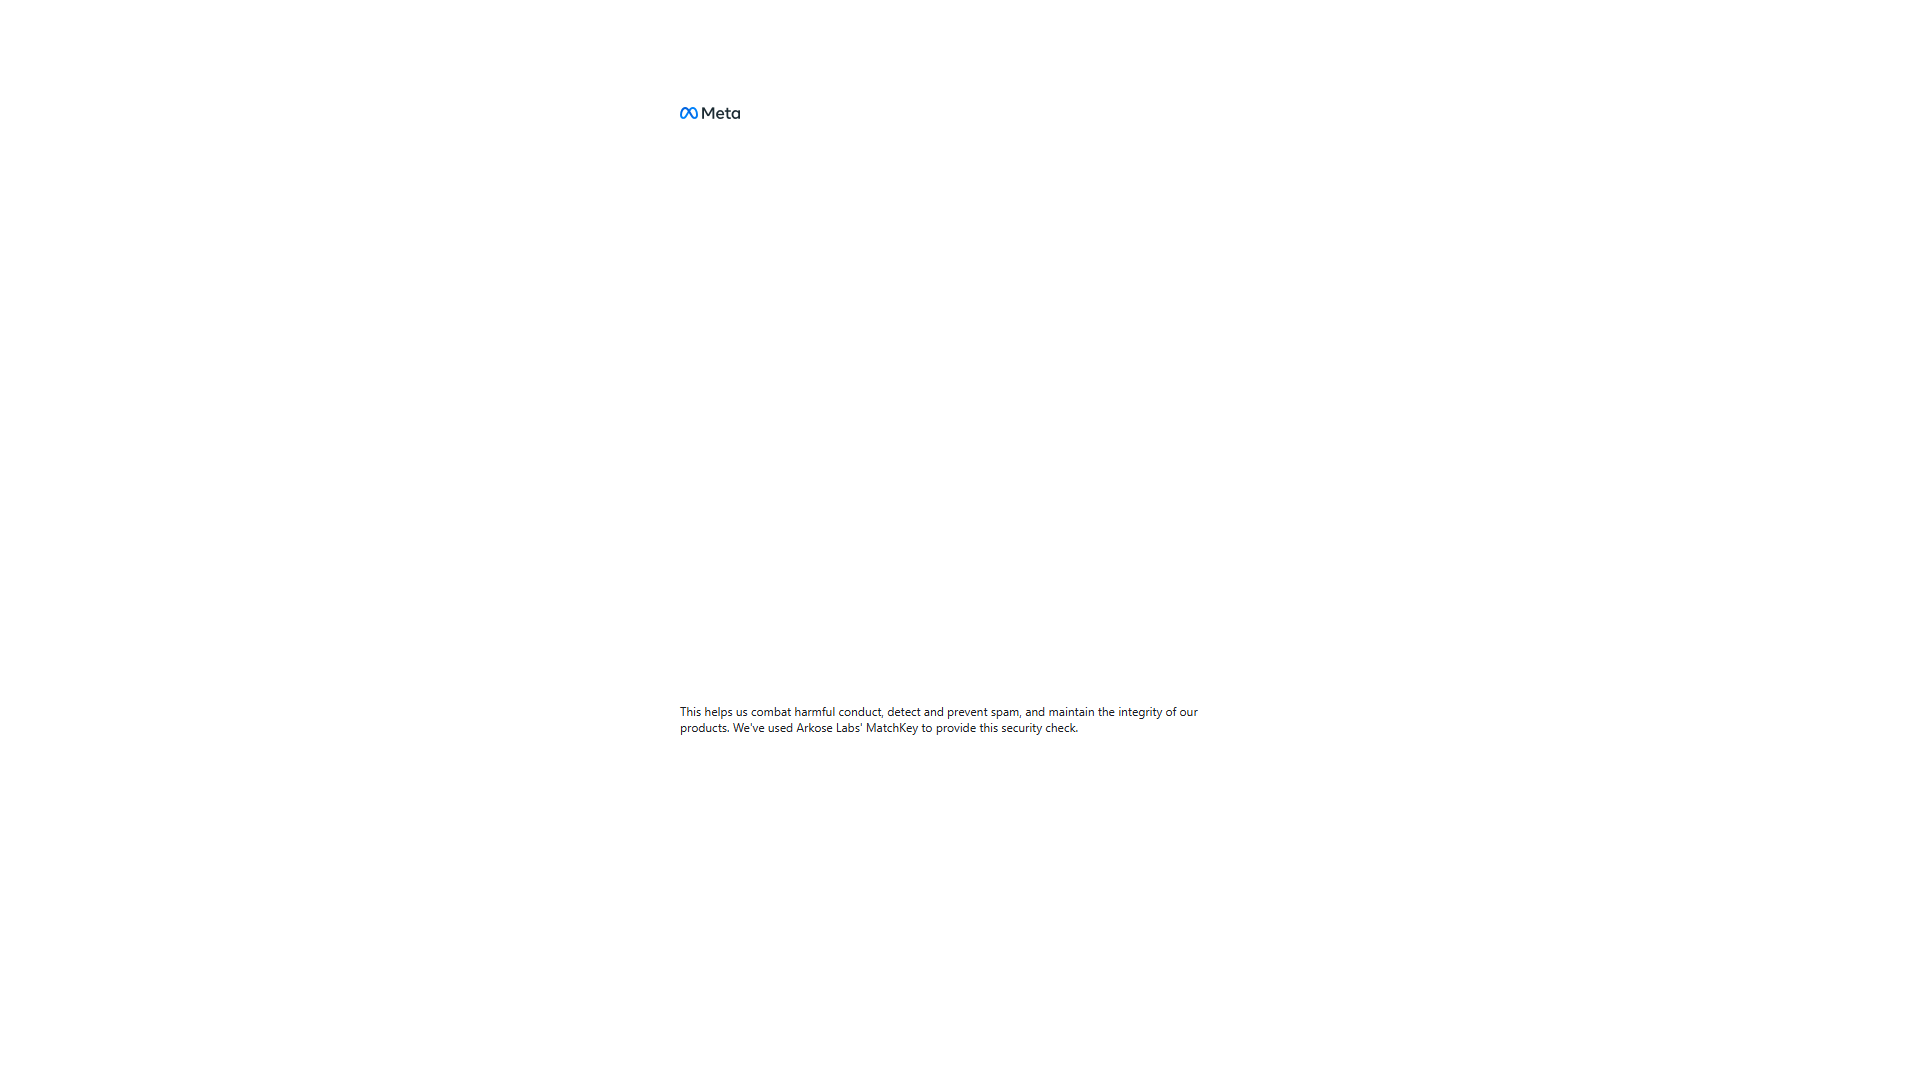 Meta
This helps us combat harmful conduct, detect and prevent spam, and maintain the integrity of our
products. We've used Arkose Labs' MatchKey to provide this security check.